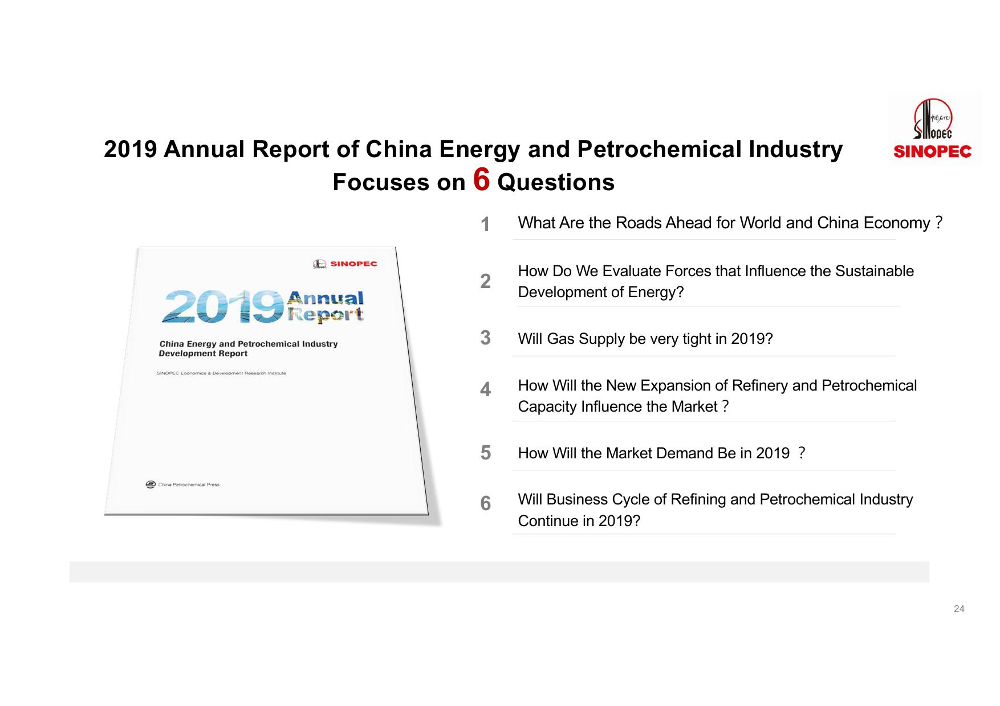 中国石化
SINOPEC
SINOPEC
2019 Annual Report of China Energy and Petrochemical Industry
Focuses on 6 Questions
1 What Are the Roads Ahead for World and China Economy？
2 How Do We Evaluate Forces that Influence the Sustainable
Development of Energy?
3 Will Gas Supply be very tight in 2019?
4 How Will the New Expansion of Refinery and Petrochemical
Capacity Influence the Market？
5 How Will the Market Demand Be in 2019 ？
6 Will Business Cycle of Refining and Petrochemical Industry
Continue in 2019?
SINOPEC
2019 Annual
Report
China Energy and Petrochemical Industry
Development Report
SINOPEC Economics & Development Research Institute
China Petrochemical Press
24